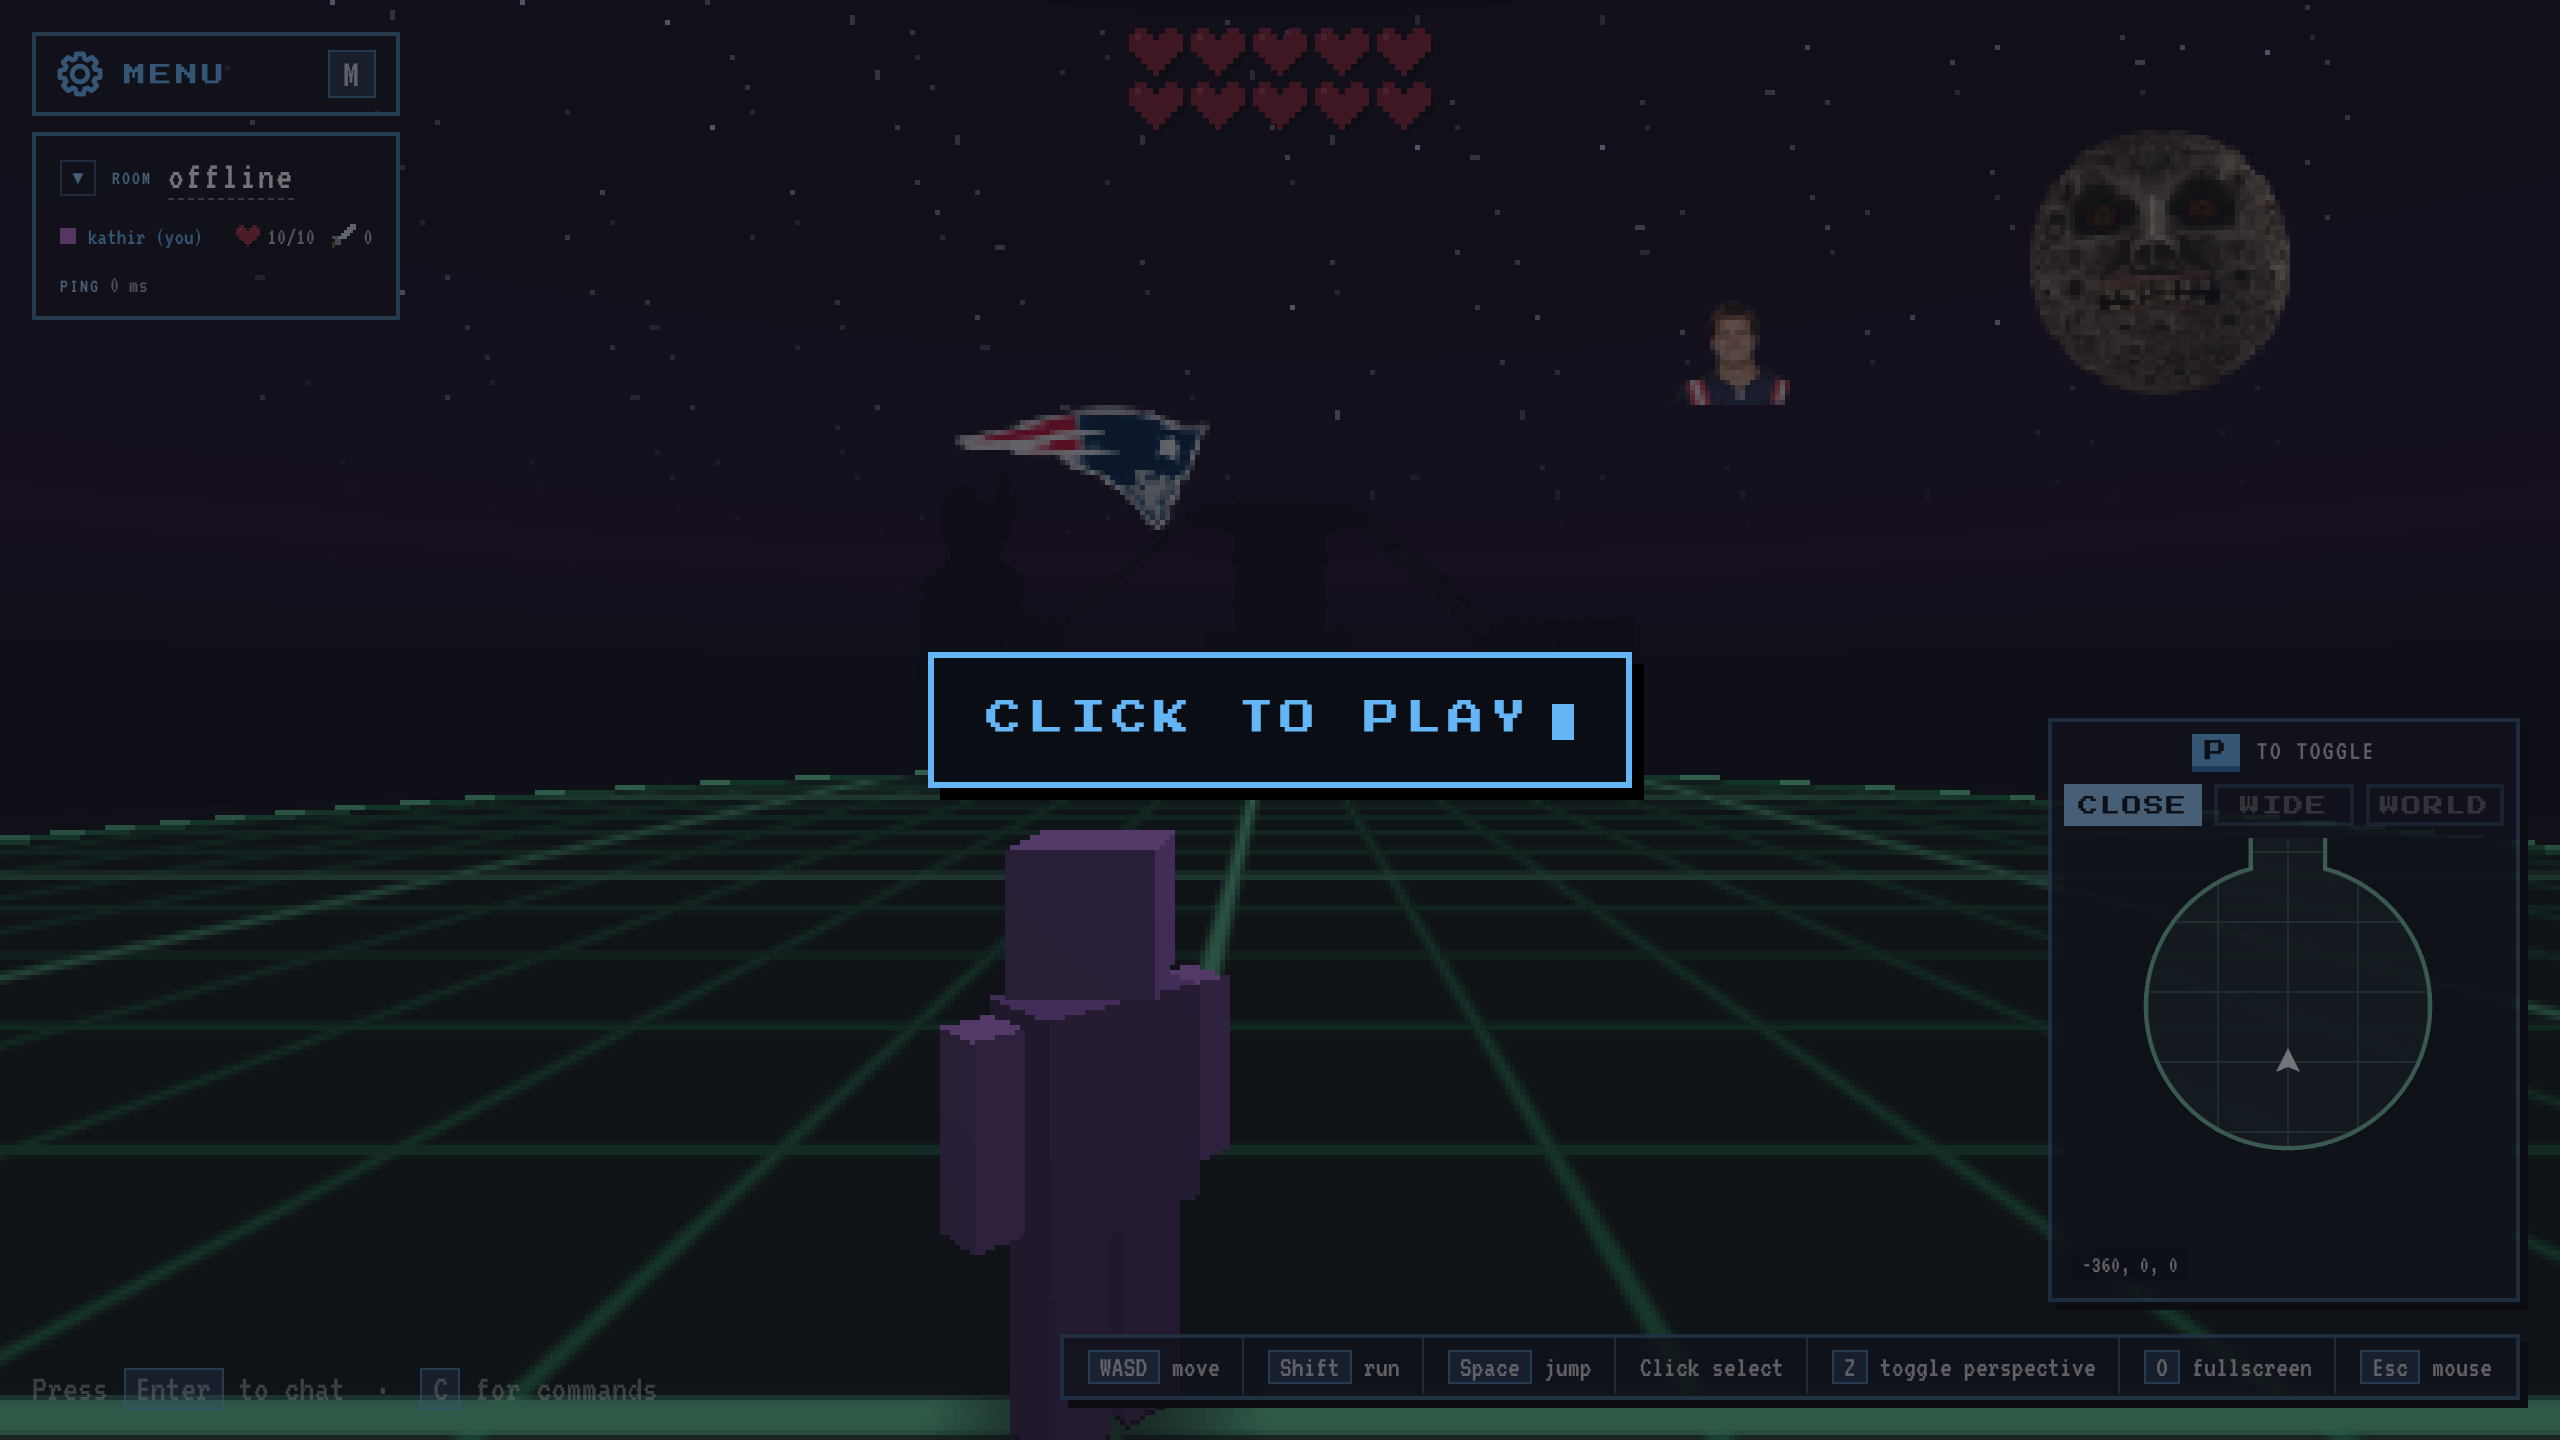 MENU M
▼ ROOM offline
kathir (you) 10/10 0
PING 0 ms
CLICK TO PLAY
P TO TOGGLE
CLOSE WIDE WORLD
-360, 0, 0
WASD move Shift run Space jump Click select Z toggle perspective O fullscreen Esc mouse
Press Enter to chat · C for commands